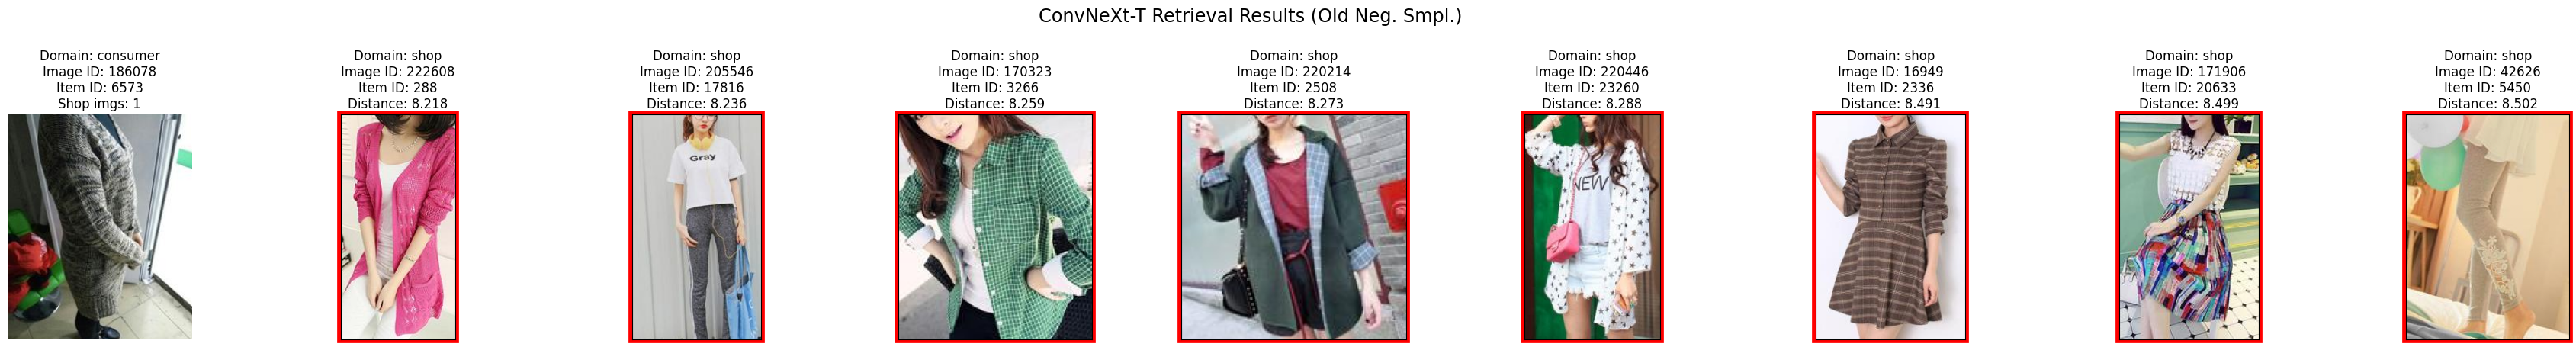 ConvNeXt-T Retrieval Results (Old Neg. Smpl.)
Domain: consumer
Image ID: 186078
Item ID: 6573
Shop imgs: 1
Domain: shop
Image ID: 222608
Item ID: 288
Distance: 8.218
Domain: shop
Image ID: 205546
Item ID: 17816
Distance: 8.236
Domain: shop
Image ID: 170323
Item ID: 3266
Distance: 8.259
Domain: shop
Image ID: 220214
Item ID: 2508
Distance: 8.273
Domain: shop
Image ID: 220446
Item ID: 23260
Distance: 8.288
Domain: shop
Image ID: 16949
Item ID: 2336
Distance: 8.491
Domain: shop
Image ID: 171906
Item ID: 20633
Distance: 8.499
Domain: shop
Image ID: 42626
Item ID: 5450
Distance: 8.502
Gray
NEW